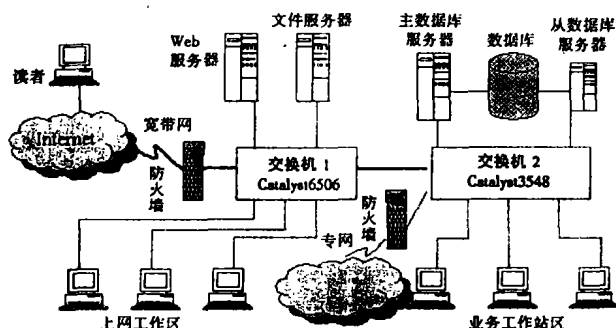 读者
Internet
宽带网
防火墙
Web
服务器
文件服务器
主数据库
服务器
数据库
从数据库
服务器
交换机 1
Catalyst6506
交换机 2
Catalyst3548
防火墙
专网
上网工作区
业务工作站区